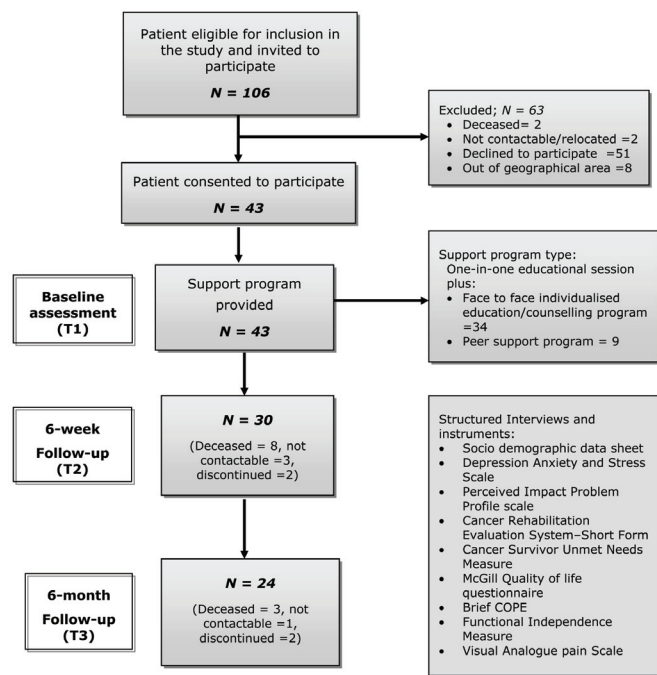 Patient eligible for inclusion in
the study and invited to
participate
N = 106
Excluded; N = 63
• Deceased= 2
• Not contactable/relocated =2
• Declined to participate =51
• Out of geographical area =8
Patient consented to participate
N = 43
Baseline
assessment
(T1)
Support program
provided
N = 43
Support program type:
One-in-one educational session
plus:
• Face to face individualised
education/counselling program
=34
• Peer support program = 9
6-week
Follow-up
(T2)
N = 30
(Deceased = 8, not
contactable =3,
discontinued =2)
Structured Interviews and
instruments:
• Socio demographic data sheet
• Depression Anxiety and Stress
Scale
• Perceived Impact Problem
Profile scale
• Cancer Rehabilitation
Evaluation System–Short Form
• Cancer Survivor Unmet Needs
Measure
• McGill Quality of life
questionnaire
• Brief COPE
• Functional Independence
Measure
• Visual Analogue pain Scale
6-month
Follow-up
(T3)
N = 24
(Deceased = 3, not
contactable =1,
discontinued =2)